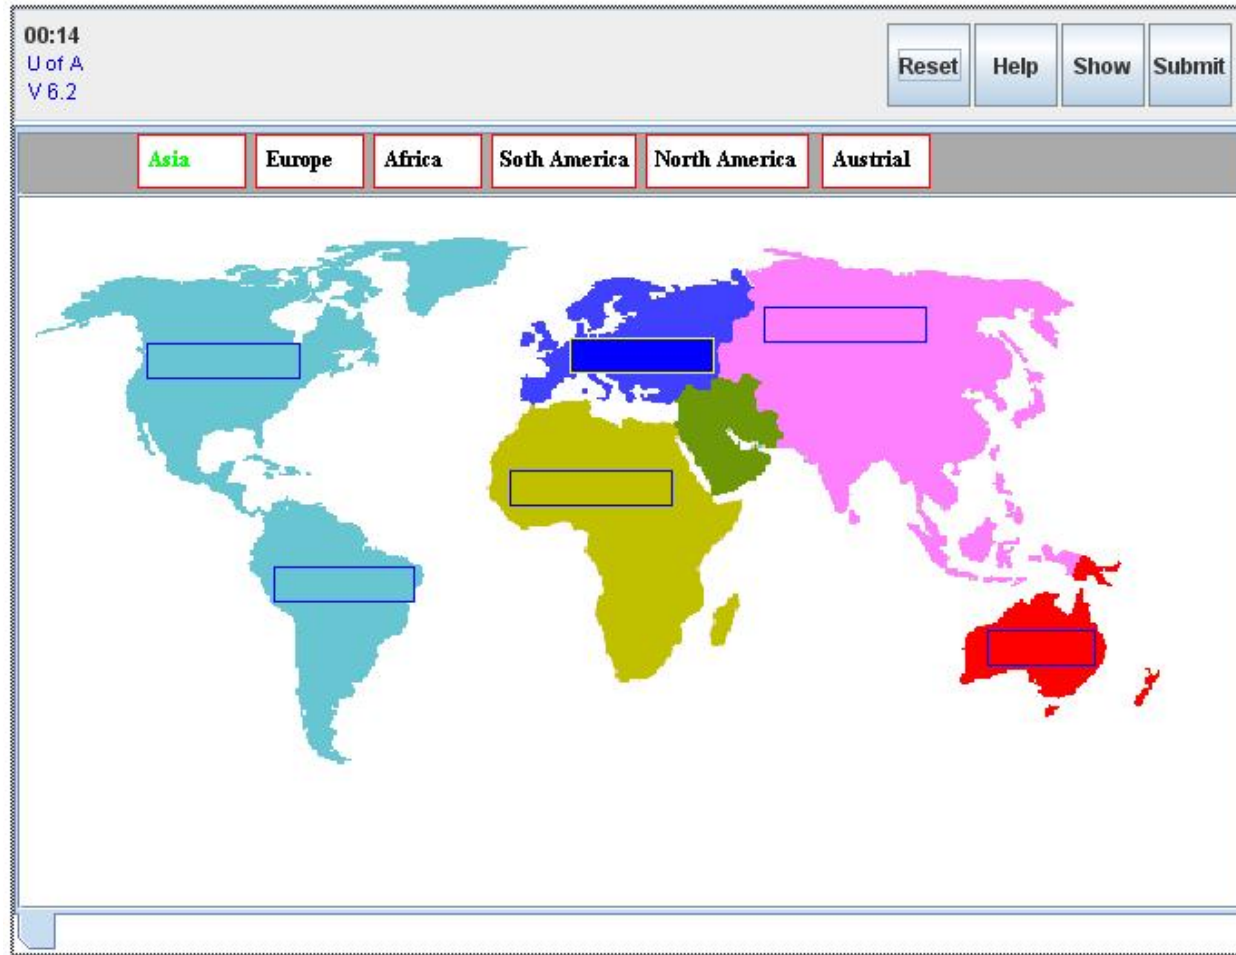 00:14
U of A
V 6.2
Reset Help Show Submit
Asia Europe Africa Soth America North America Austrial